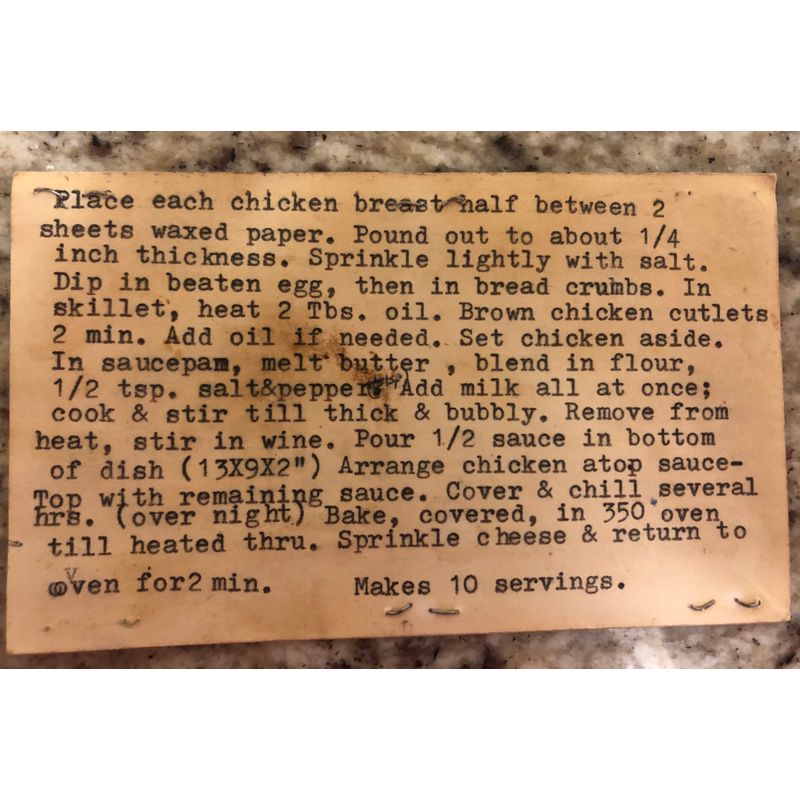 Place each chicken breast half between 2
sheets waxed paper. Pound out to about 1/4
inch thickness. Sprinkle lightly with salt.
Dip in beaten egg, then in bread crumbs. In
skillet, heat 2 Tbs. oil. Brown chicken cutlets
2 min. Add oil if needed. Set chicken aside.
In saucepam, melt butter , blend in flour,
1/2 tsp. salt&pepper. Add milk all at once;
cook & stir till thick & bubbly. Remove from
heat, stir in wine. Pour 1/2 sauce in bottom
of dish (13X9X2") Arrange chicken atop sauce-
Top with remaining sauce. Cover & chill several
hrs. (over night) Bake, covered, in 350 oven
till heated thru. Sprinkle cheese & return to
oven for2 min. Makes 10 servings.